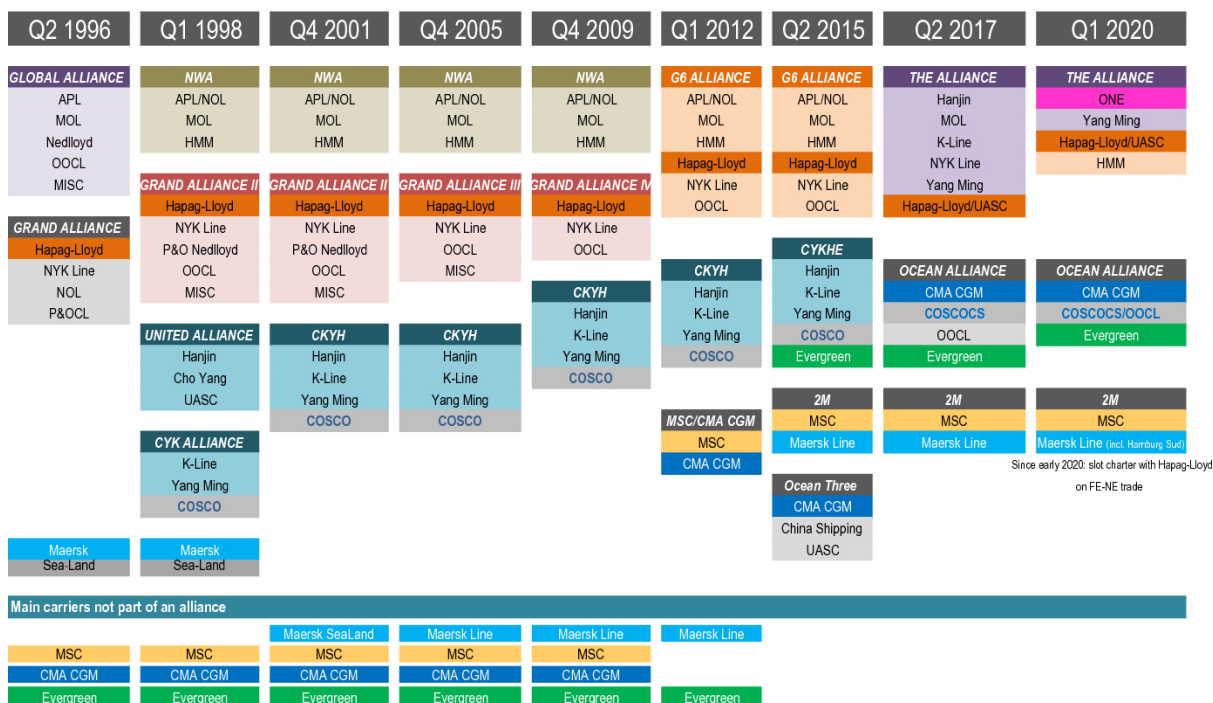 Q2 1996
Q1 1998
Q4 2001
Q4 2005
Q4 2009
Q1 2012
Q2 2015
Q2 2017
Q1 2020
GLOBAL ALLIANCE
APL
MOL
Nedlloyd
OOCL
MISC
GRAND ALLIANCE
Hapag-Lloyd
NYK Line
NOL
P&OCL
Maersk
Sea-Land
NWA
APL/NOL
MOL
HMM
GRAND ALLIANCE II
Hapag-Lloyd
NYK Line
P&O Nedlloyd
OOCL
MISC
UNITED ALLIANCE
Hanjin
Cho Yang
UASC
CYK ALLIANCE
K-Line
Yang Ming
COSCO
Maersk
Sea-Land
NWA
APL/NOL
MOL
HMM
GRAND ALLIANCE II
Hapag-Lloyd
NYK Line
P&O Nedlloyd
OOCL
MISC
CKYH
Hanjin
K-Line
Yang Ming
COSCO
NWA
APL/NOL
MOL
HMM
GRAND ALLIANCE III
Hapag-Lloyd
NYK Line
OOCL
MISC
CKYH
Hanjin
K-Line
Yang Ming
COSCO
NWA
APL/NOL
MOL
HMM
GRAND ALLIANCE IV
Hapag-Lloyd
NYK Line
OOCL
CKYH
Hanjin
K-Line
Yang Ming
COSCO
G6 ALLIANCE
APL/NOL
MOL
HMM
Hapag-Lloyd
NYK Line
OOCL
CKYH
Hanjin
K-Line
Yang Ming
COSCO
MSC/CMA CGM
MSC
CMA CGM
G6 ALLIANCE
APL/NOL
MOL
HMM
Hapag-Lloyd
NYK Line
OOCL
CYKHE
Hanjin
K-Line
Yang Ming
COSCO
Evergreen
2M
MSC
Maersk Line
Ocean Three
CMA CGM
China Shipping
UASC
THE ALLIANCE
Hanjin
MOL
K-Line
NYK Line
Yang Ming
Hapag-Lloyd/UASC
OCEAN ALLIANCE
CMA CGM
COSCOCS
OOCL
Evergreen
2M
MSC
Maersk Line
THE ALLIANCE
ONE
Yang Ming
Hapag-Lloyd/UASC
HMM
OCEAN ALLIANCE
CMA CGM
COSCOCS/OOCL
Evergreen
2M
MSC
Maersk Line (incl. Hamburg Sud)
Since early 2020: slot charter with Hapag-Lloyd
on FE-NE trade
Main carriers not part of an alliance
MSC
CMA CGM
Evergreen
MSC
CMA CGM
Evergreen
Maersk SeaLand
MSC
CMA CGM
Evergreen
Maersk Line
MSC
CMA CGM
Evergreen
Maersk Line
MSC
CMA CGM
Evergreen
Maersk Line
Evergreen